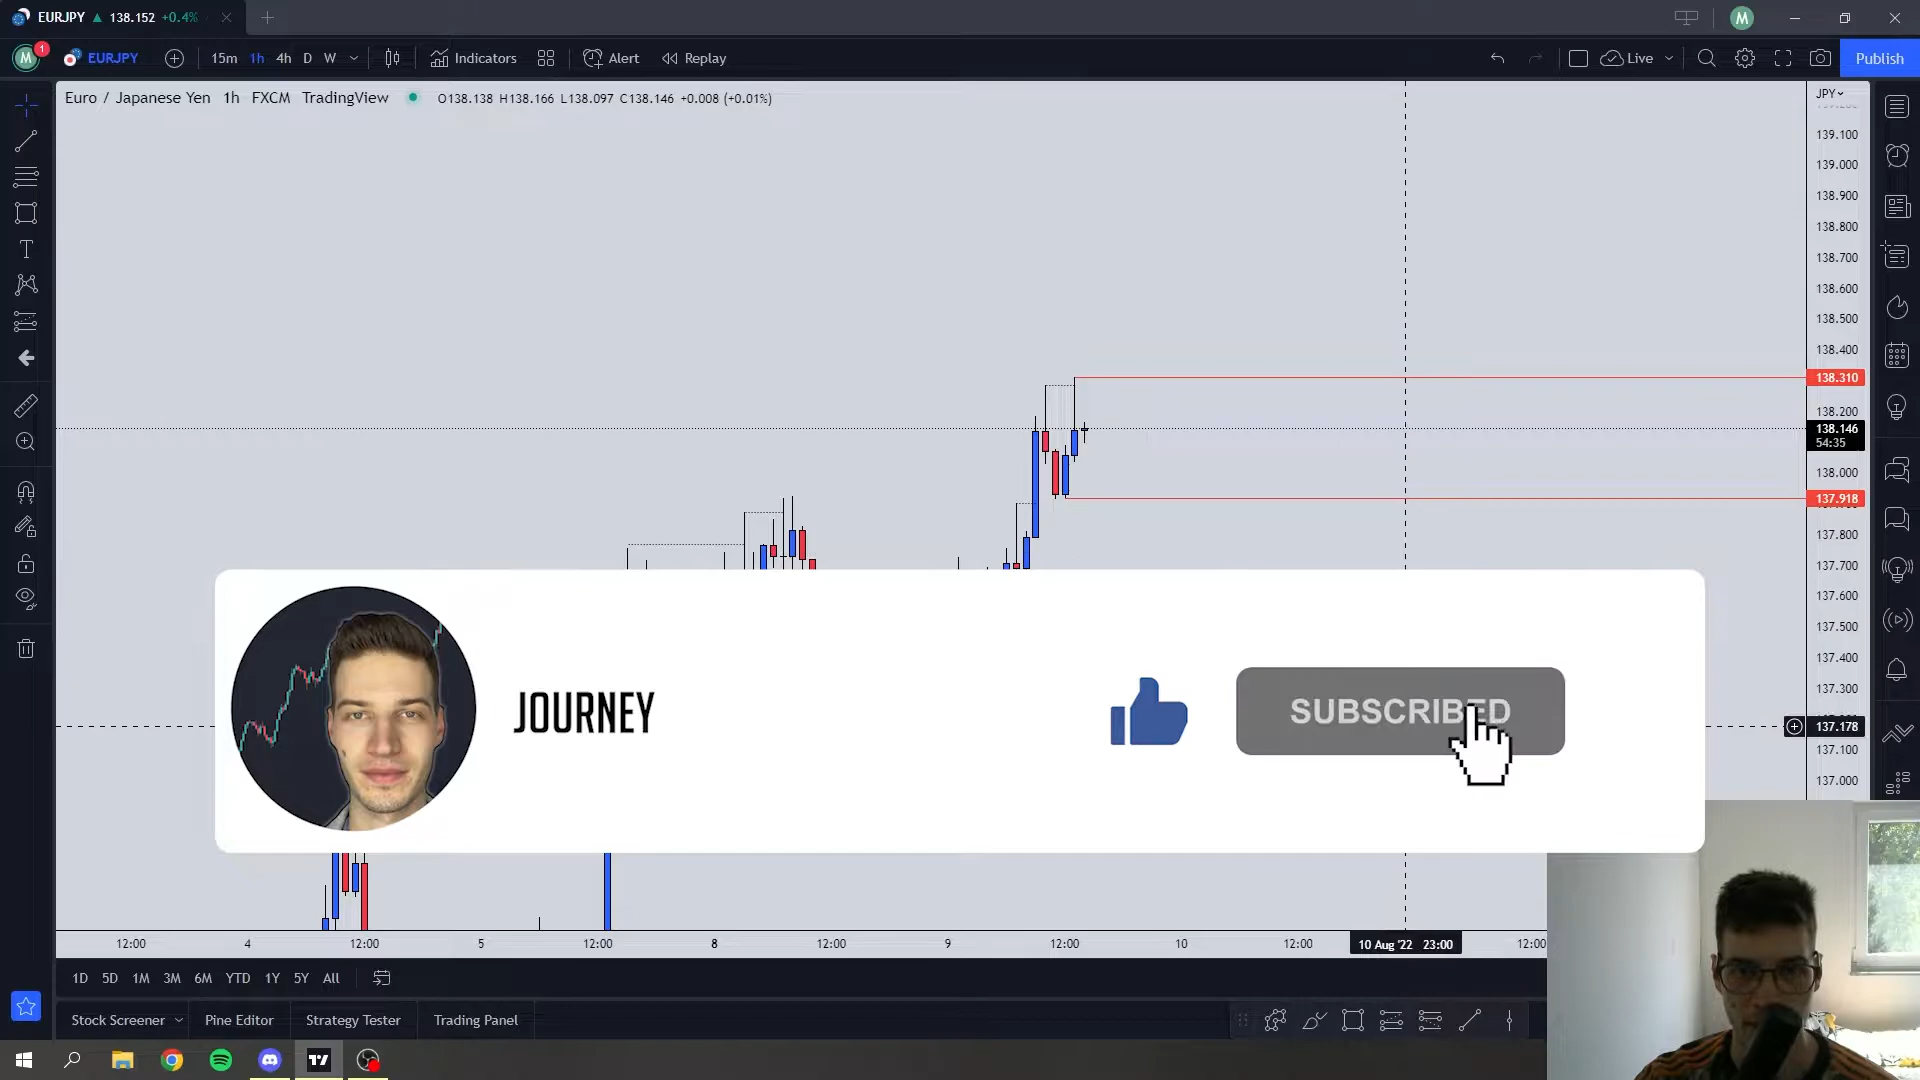 EURJPY ▲ 138.152 +0.4%
M
M 1 EURJPY 15m 1h 4h D W Indicators Alert Replay Live Publish
Euro / Japanese Yen 1h FXCM TradingView O138.138 H138.166 L138.097 C138.146 +0.008 (+0.01%)
JPY
139.100
139.000
138.900
138.800
138.700
138.600
138.500
138.400
138.310
138.200
138.146
54:35
138.000
137.918
137.800
137.700
137.600
137.500
137.400
137.300
137.178
137.100
137.000
JOURNEY
SUBSCRIBED
12:00 4 12:00 5 12:00 8 12:00 9 12:00 10 12:00 10 Aug '22 23:00 12:00
1D 5D 1M 3M 6M YTD 1Y 5Y All
Stock Screener Pine Editor Strategy Tester Trading Panel